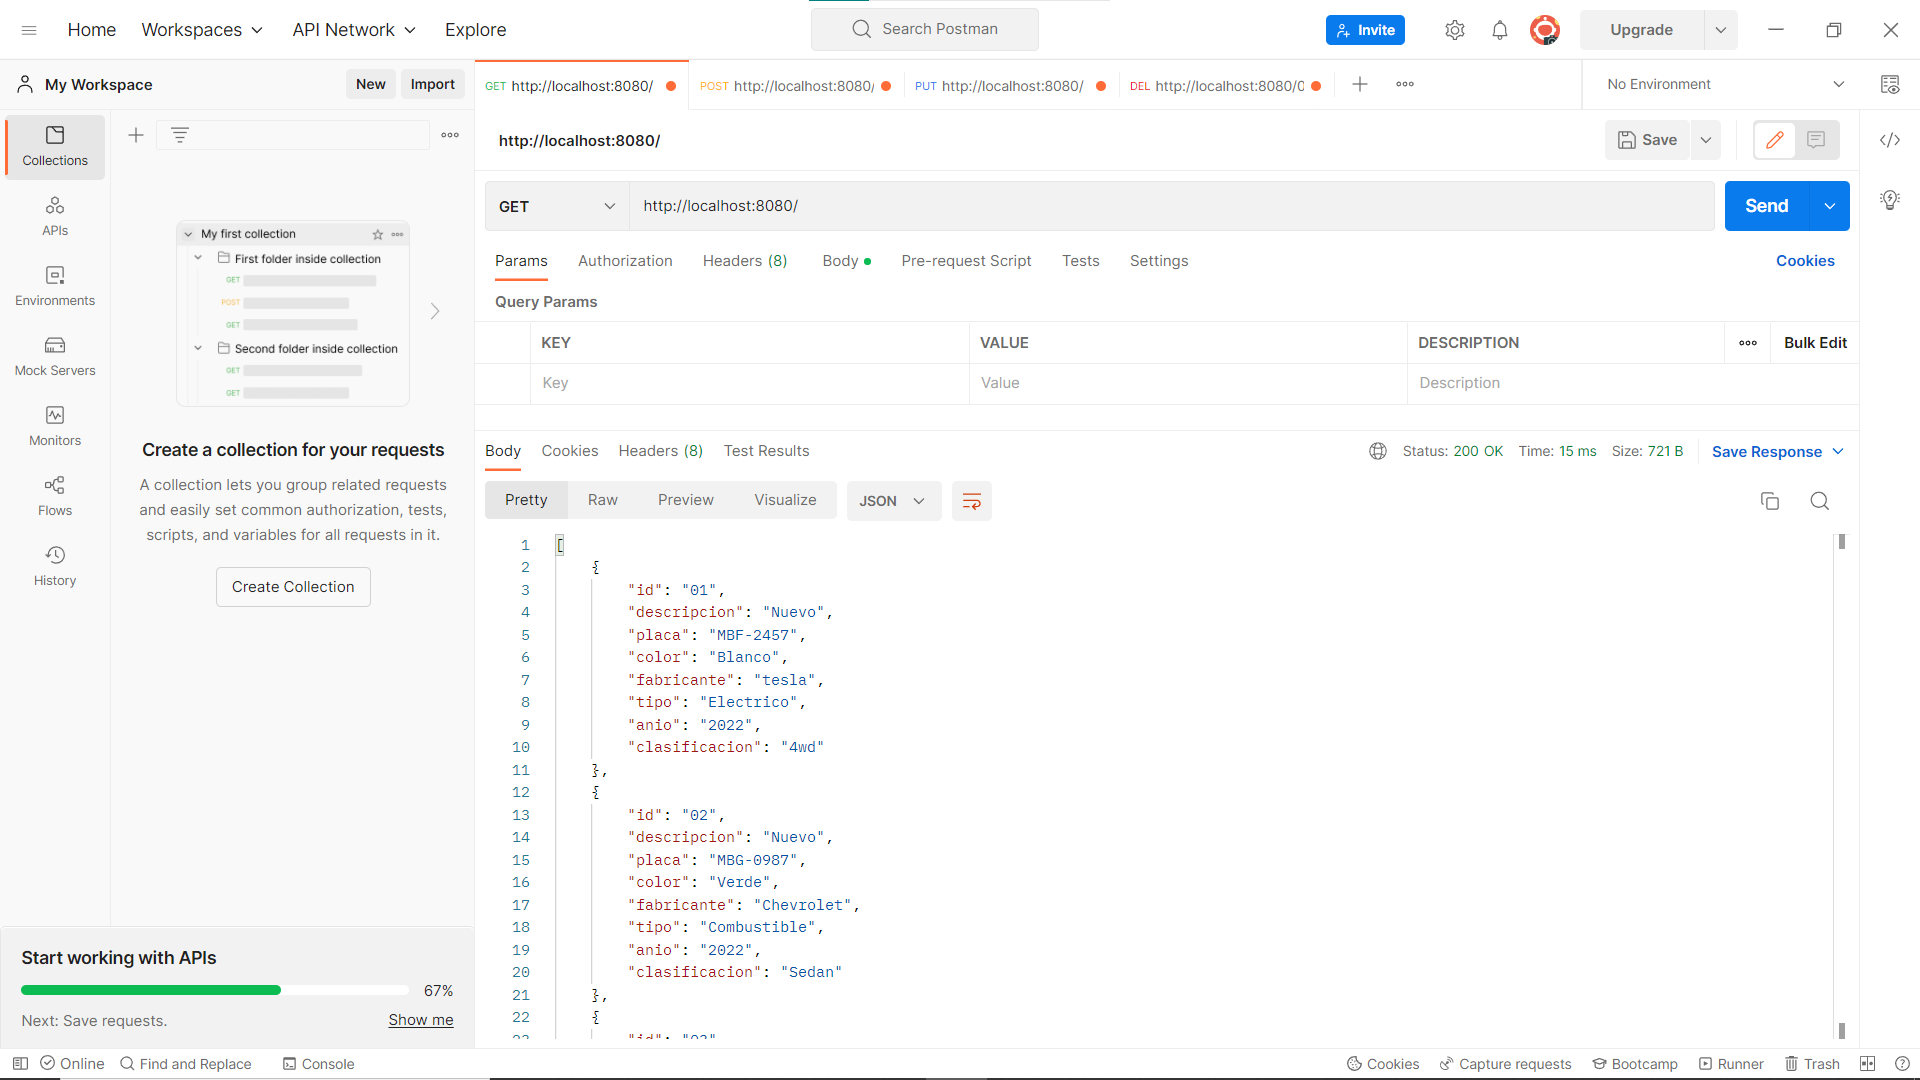 Home Workspaces API Network Explore Search Postman Invite Upgrade
My Workspace New Import
GET http://localhost:8080/ POST http://localhost:8080/ PUT http://localhost:8080/ DEL http://localhost:8080/0 No Environment
Collections
APIs
Environments
Mock Servers
Monitors
Flows
History
My first collection
First folder inside collection
GET
POST
GET
Second folder inside collection
GET
GET
Create a collection for your requests
A collection lets you group related requests
and easily set common authorization, tests,
scripts, and variables for all requests in it.
Create Collection
Start working with APIs
67%
Next: Save requests. Show me
http://localhost:8080/ Save
GET http://localhost:8080/ Send
Params Authorization Headers (8) Body Pre-request Script Tests Settings Cookies
Query Params
KEY VALUE DESCRIPTION Bulk Edit
Key Value Description
Body Cookies Headers (8) Test Results Status: 200 OK Time: 15 ms Size: 721 B Save Response
Pretty Raw Preview Visualize JSON
1 [
2 {
3 "id": "01",
4 "descripcion": "Nuevo",
5 "placa": "MBF-2457",
6 "color": "Blanco",
7 "fabricante": "tesla",
8 "tipo": "Electrico",
9 "anio": "2022",
10 "clasificacion": "4wd"
11 },
12 {
13 "id": "02",
14 "descripcion": "Nuevo",
15 "placa": "MBG-0987",
16 "color": "Verde",
17 "fabricante": "Chevrolet",
18 "tipo": "Combustible",
19 "anio": "2022",
20 "clasificacion": "Sedan"
21 },
22 {
23 "id": "03"
Online Find and Replace Console Cookies Capture requests Bootcamp Runner Trash